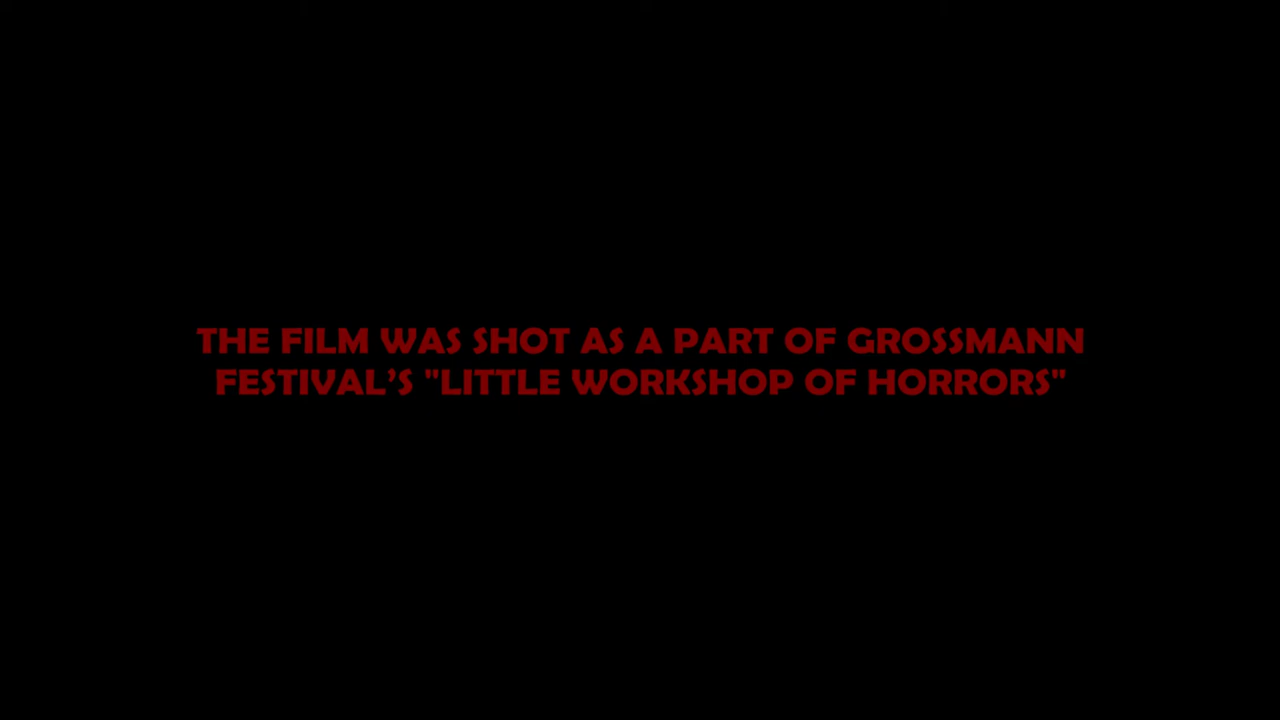 THE FILM WAS SHOT AS A PART OF GROSSMANN
FESTIVAL’S "LITTLE WORKSHOP OF HORRORS"